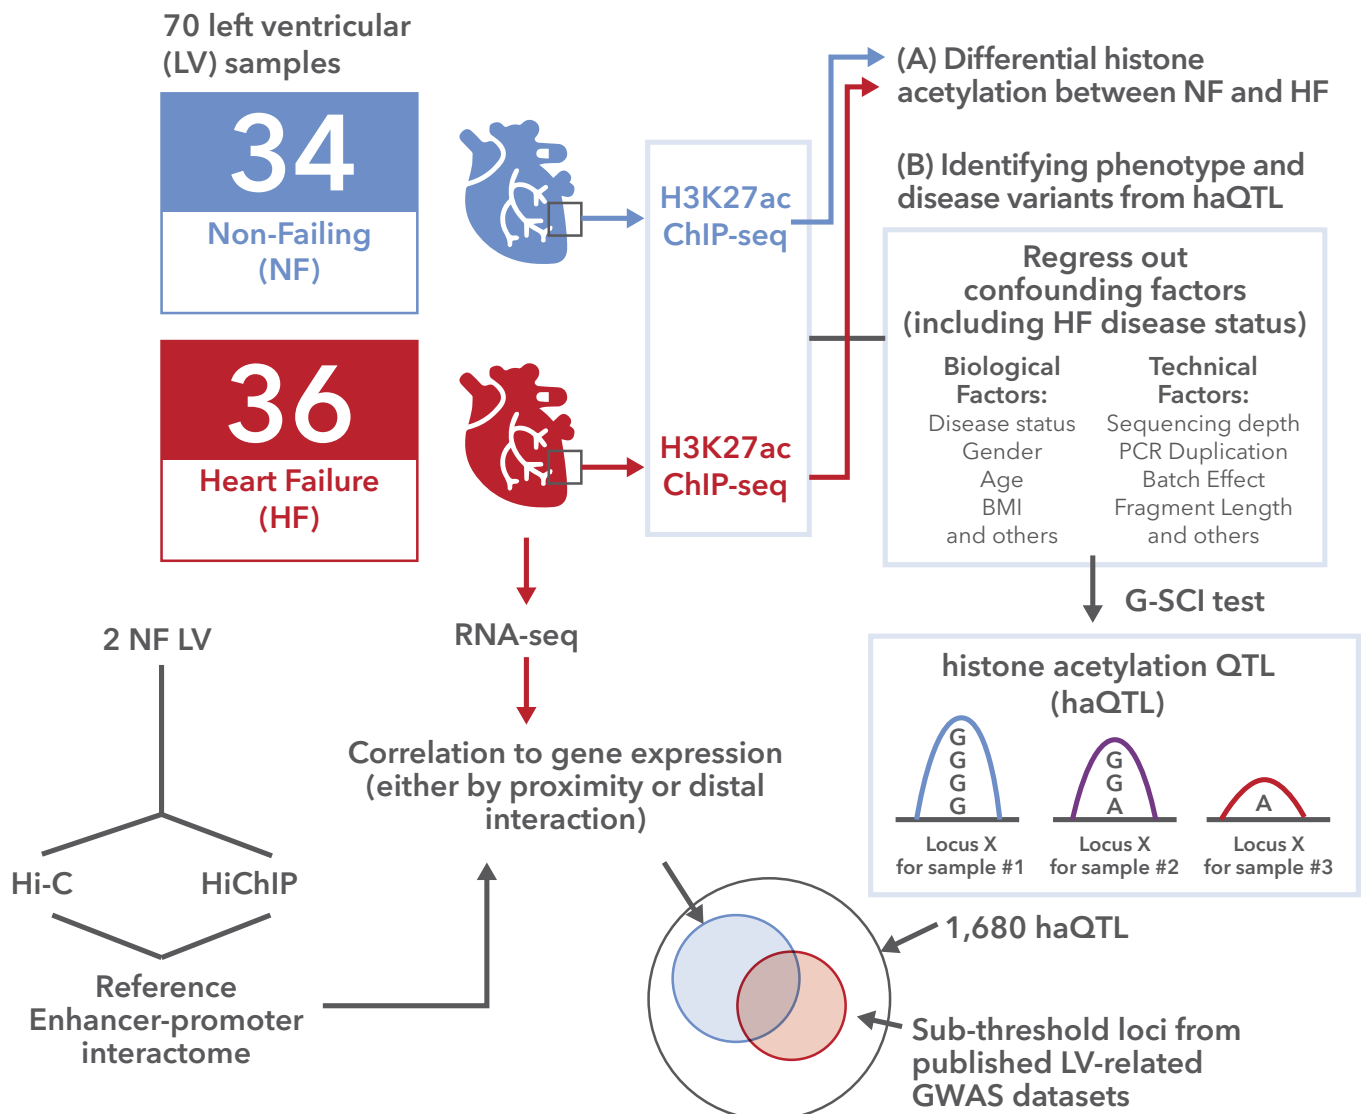 70 left ventricular
(LV) samples
34
Non-Failing
(NF)
36
Heart Failure
(HF)
H3K27ac
ChIP-seq
H3K27ac
ChIP-seq
(A) Differential histone
acetylation between NF and HF
(B) Identifying phenotype and
disease variants from haQTL
Regress out
confounding factors
(including HF disease status)
Biological
Factors:
Disease status
Gender
Age
BMI
and others
Technical
Factors:
Sequencing depth
PCR Duplication
Batch Effect
Fragment Length
and others
G-SCI test
histone acetylation QTL
(haQTL)
G
G
G
G
Locus X
for sample #1
G
G
A
Locus X
for sample #2
A
Locus X
for sample #3
RNA-seq
Correlation to gene expression
(either by proximity or distal
interaction)
2 NF LV
Hi-C
HiChIP
Reference
Enhancer-promoter
interactome
1,680 haQTL
Sub-threshold loci from
published LV-related
GWAS datasets